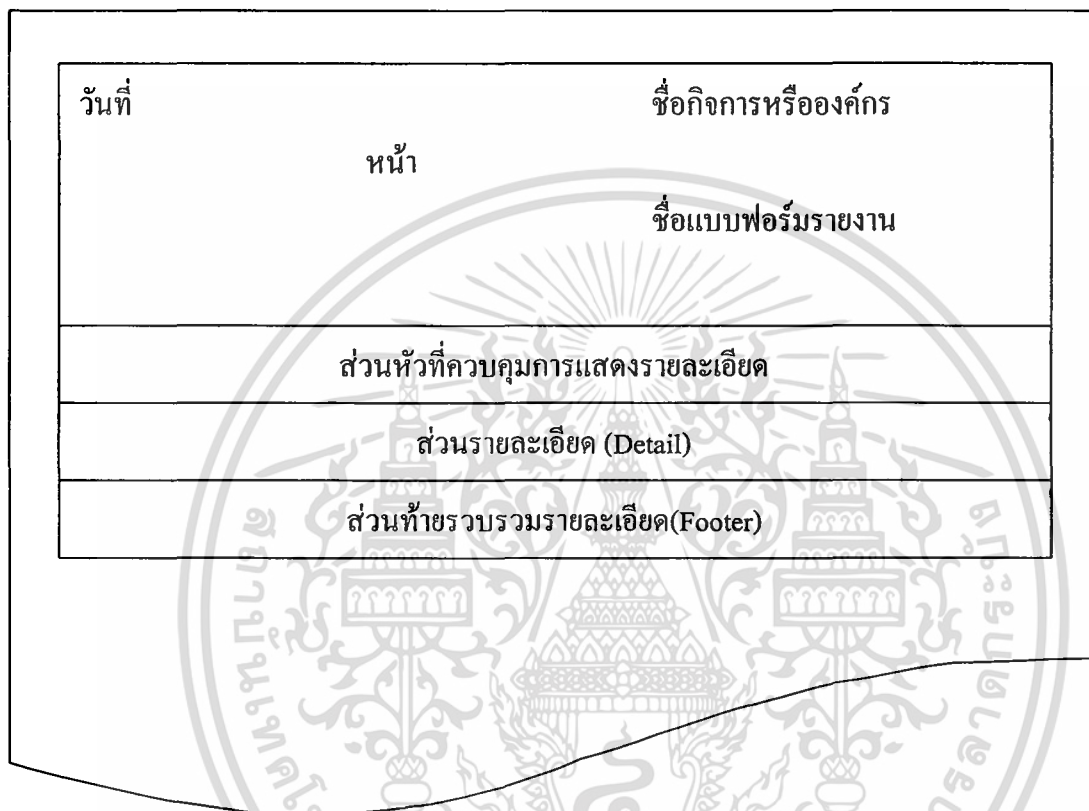 วันที่ ชื่อกิจการหรือองค์กร
หน้า
ชื่อแบบฟอร์มรายงาน
ส่วนหัวที่ควบคุมการแสดงรายละเอียด
ส่วนรายละเอียด (Detail)
ส่วนท้ายรวบรวมรายละเอียด(Footer)